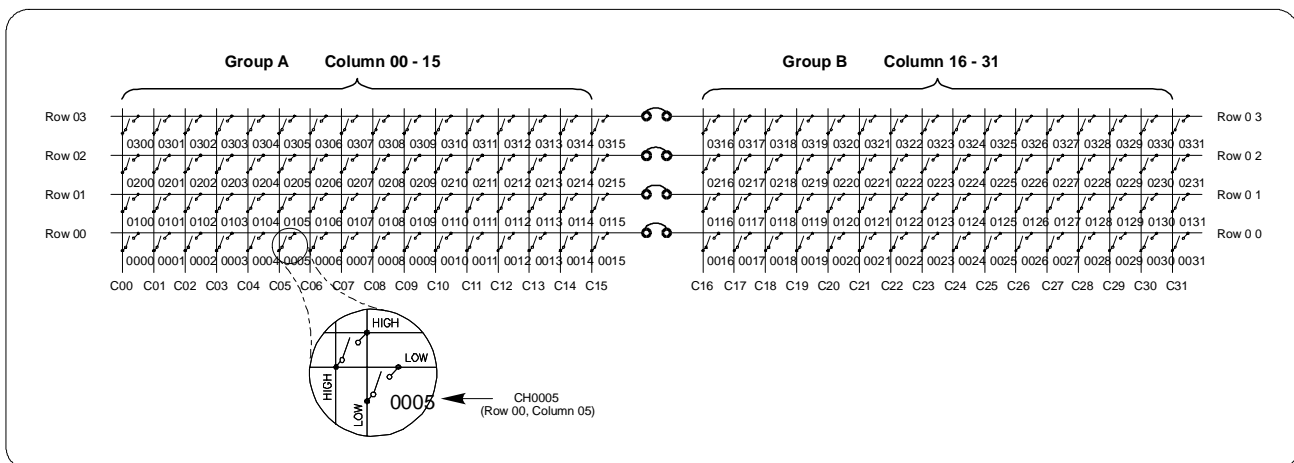 Group A Column 00 - 15 Group B Column 16 - 31
Row 03 Row 0 3
0300 0301 0302 0303 0304 0305 0306 0307 0308 0309 0310 0311 0312 0313 0314 0315 0316 0317 0318 0319 0320 0321 0322 0323 0324 0325 0326 0327 0328 0329 0330 0331
Row 02 Row 0 2
0200 0201 0202 0203 0204 0205 0206 0207 0208 0209 0210 0211 0212 0213 0214 0215 0216 0217 0218 0219 0220 0221 0222 0223 0224 0225 0226 0227 0228 0229 0230 0231
Row 01 Row 0 1
0100 0101 0102 0103 0104 0105 0106 0107 0108 0109 0110 0111 0112 0113 0114 0115 0116 0117 0118 0119 0120 0121 0122 0123 0124 0125 0126 0127 0128 0129 0130 0131
Row 00 Row 0 0
0000 0001 0002 0003 0004 0005 0006 0007 0008 0009 0010 0011 0012 0013 0014 0015 0016 0017 0018 0019 0020 0021 0022 0023 0024 0025 0026 0027 0028 0029 0030 0031
C00 C01 C02 C03 C04 C05 C06 C07 C08 C09 C10 C11 C12 C13 C14 C15 C16 C17 C18 C19 C20 C21 C22 C23 C24 C25 C26 C27 C28 C29 C30 C31
HIGH
LOW
HIGH
LOW
0005
CH0005
(Row 00, Column 05)